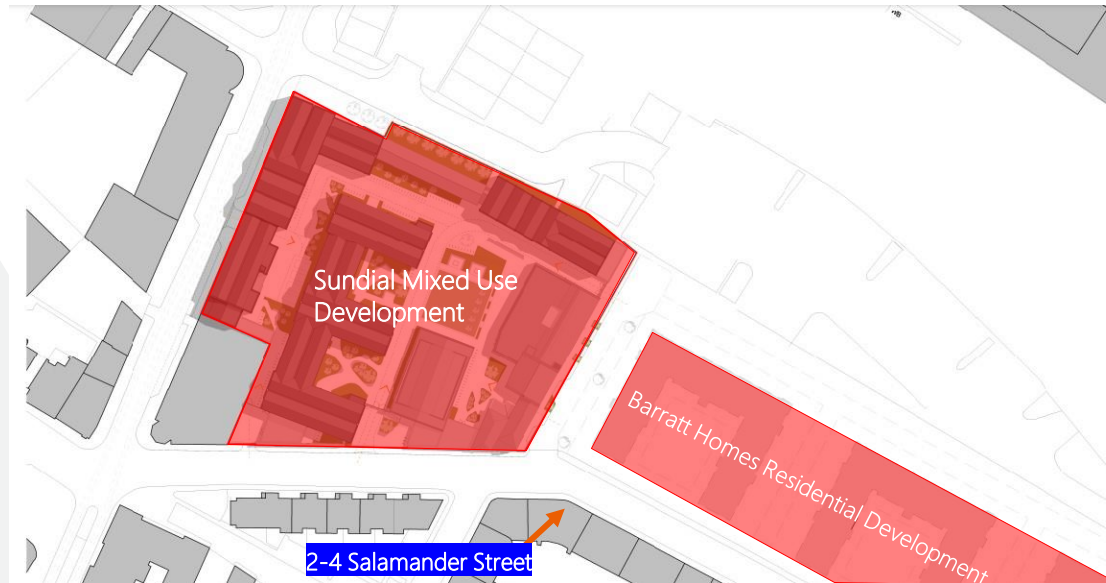 Sundial Mixed Use
Development
Barratt Homes Residential Development
2-4 Salamander Street